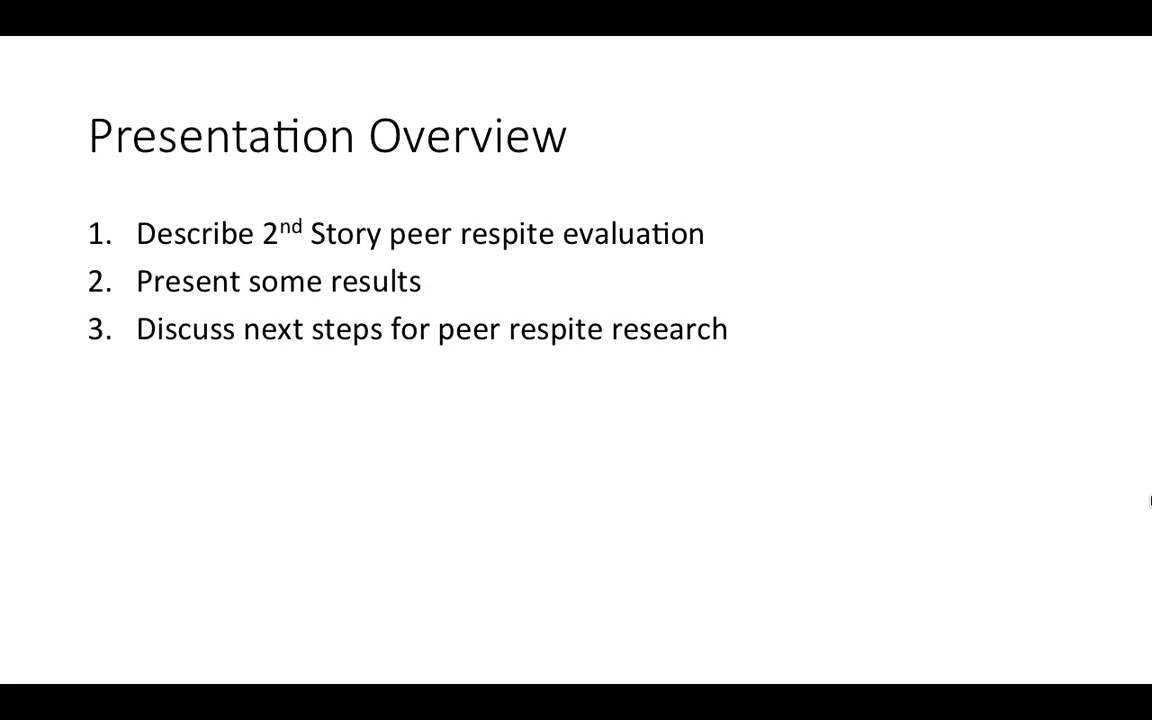 Presentation Overview
1. Describe 2nd Story peer respite evaluation
2. Present some results
3. Discuss next steps for peer respite research